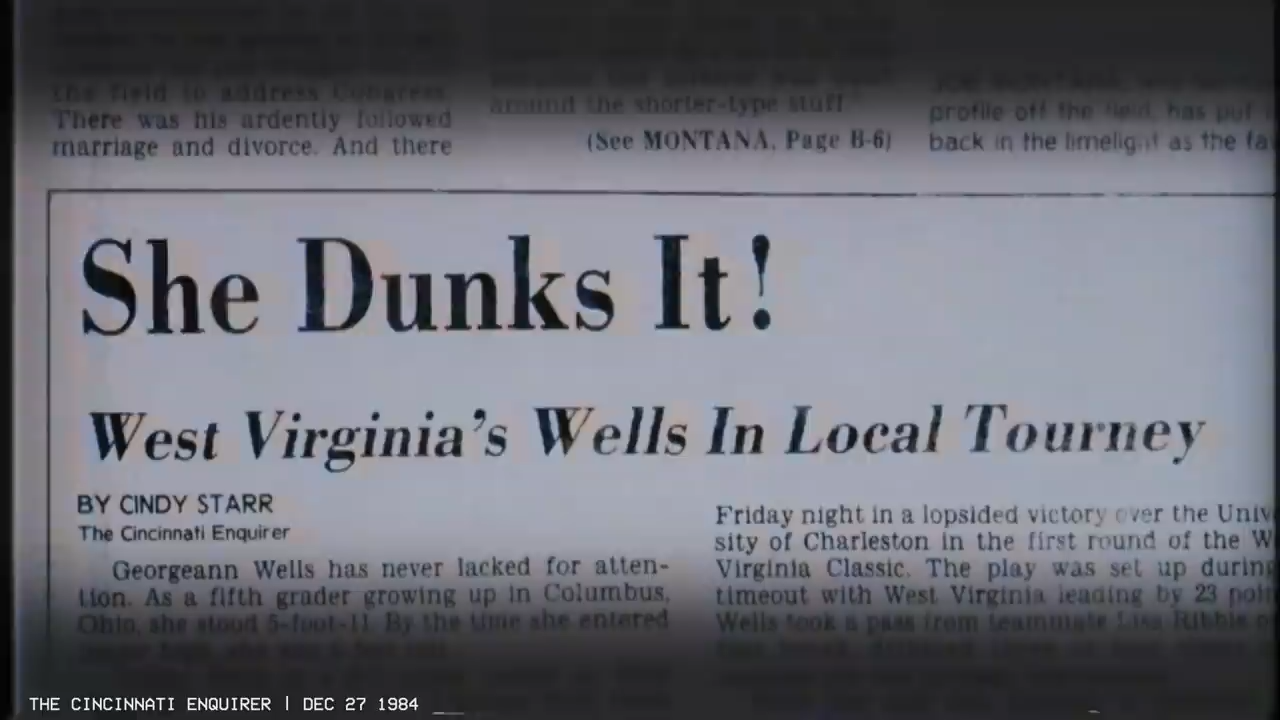 the field to address Congress.
There was his ardently followed
marriage and divorce. And there
around the shorter-type stuff
(See MONTANA, Page B-6)
profile off the field, has put
back in the limelight as the fa
She Dunks It!
West Virginia's Wells In Local Tourney
BY CINDY STARR
The Cincinnati Enquirer
Georgeann Wells has never lacked for atten-
tion. As a fifth grader growing up in Columbus,
Ohio, she stood 5-foot-11. By the time she entered
Friday night in a lopsided victory over the Univ
sity of Charleston in the first round of the W
Virginia Classic. The play was set up during
timeout with West Virginia leading by 23 poin
Wells took a pass from teammate Lisa Ribble
THE CINCINNATI ENQUIRER | DEC 27 1984